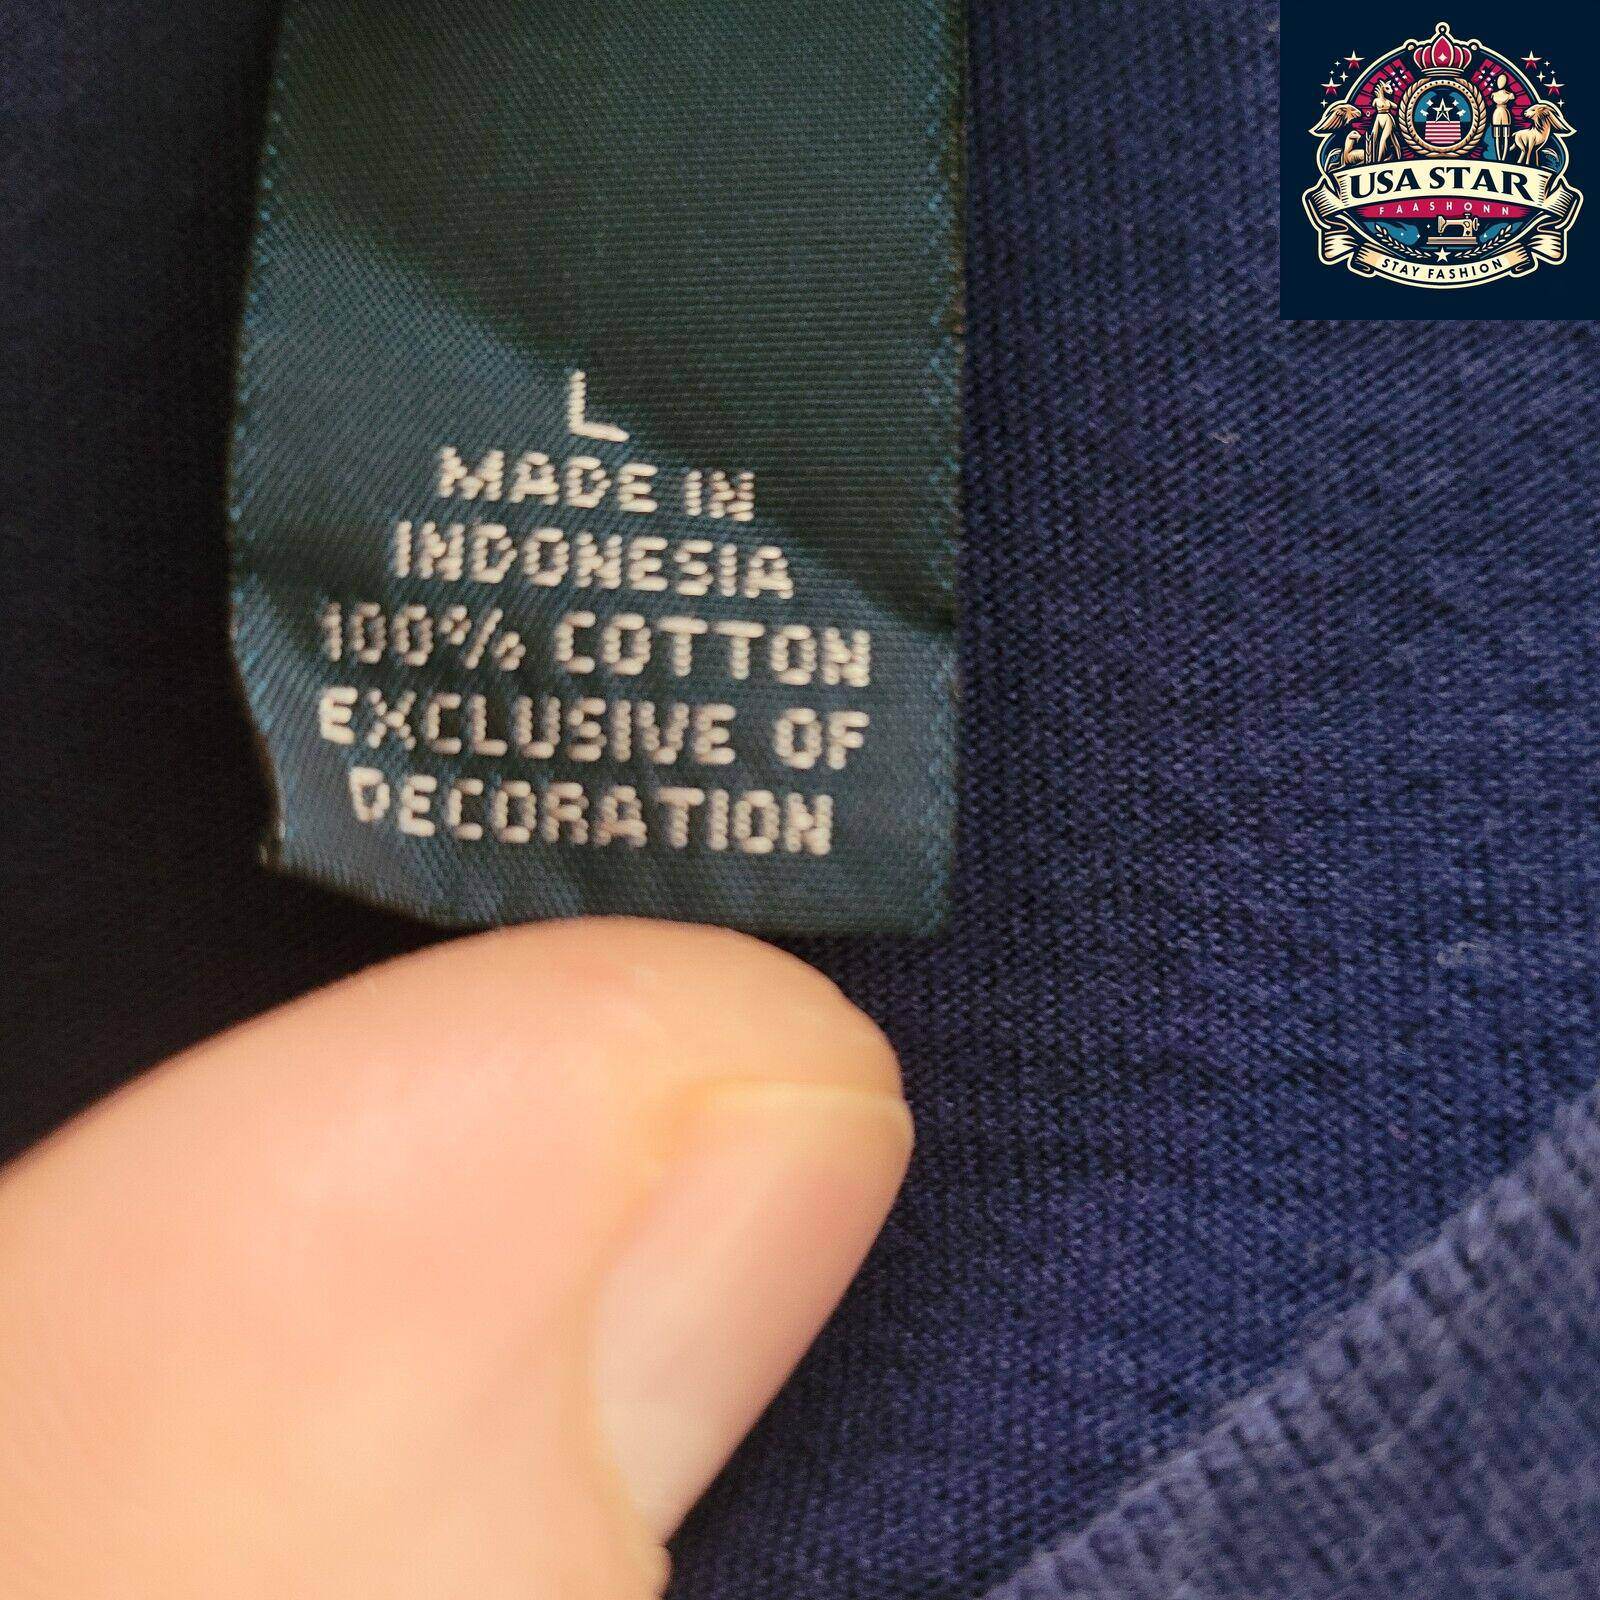 L
MADE IN
INDONESIA
100% COTTON
EXCLUSIVE OF
DECORATION
USA STAR
FAASHONN
STAY FASHION